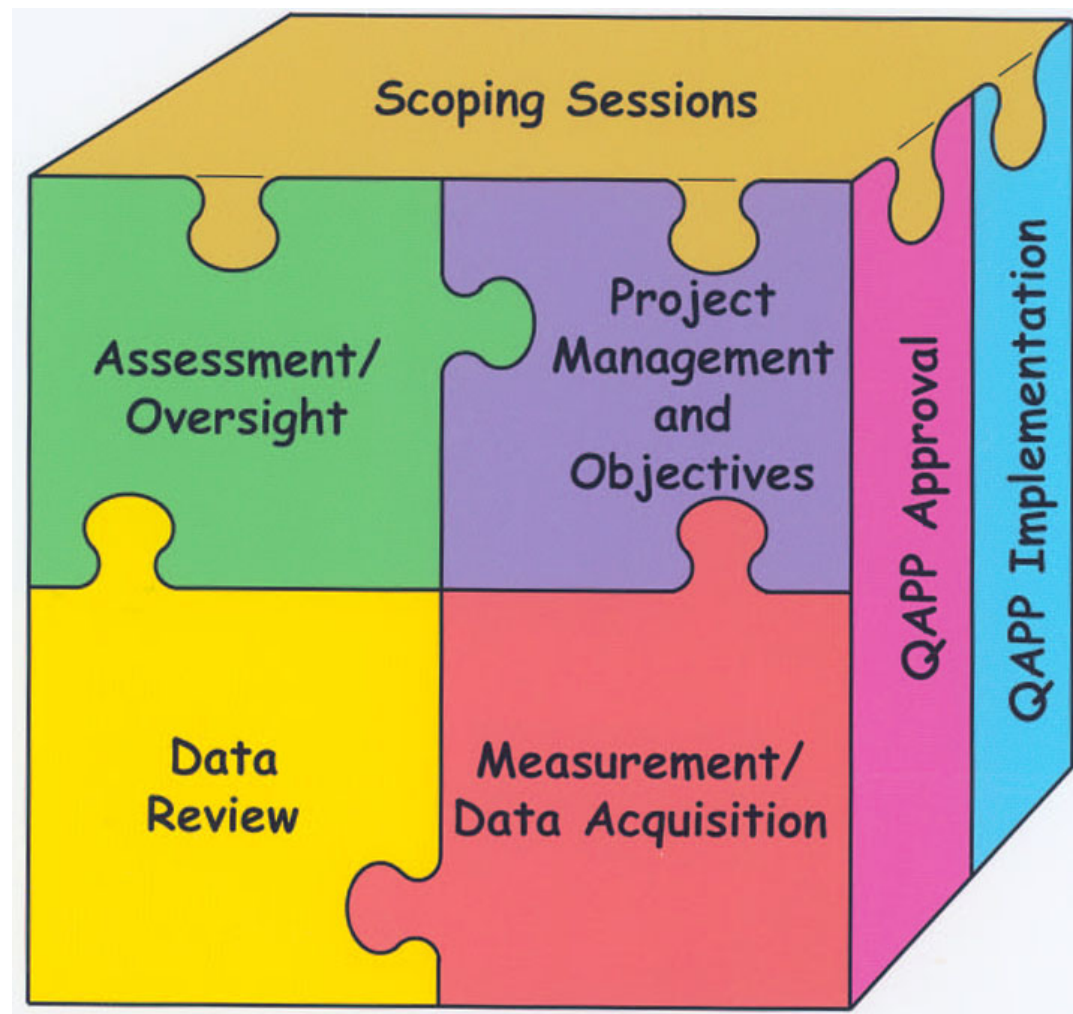 Scoping Sessions
Assessment/
Oversight
Project
Management
and
Objectives
Data
Review
Measurement/
Data Acquisition
QAPP Approval
QAPP Implementation